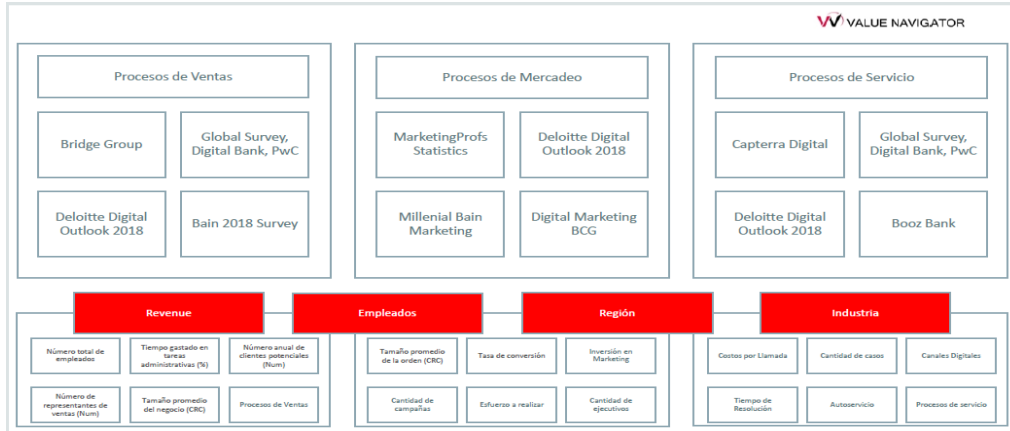 VALUE NAVIGATOR
Procesos de Ventas
Bridge Group
Global Survey,
Digital Bank, PwC
Deloitte Digital
Outlook 2018
Bain 2018 Survey
Procesos de Mercadeo
MarketingProfs
Statistics
Deloitte Digital
Outlook 2018
Millenial Bain
Marketing
Digital Marketing
BCG
Procesos de Servicio
Capterra Digital
Global Survey,
Digital Bank, PwC
Deloitte Digital
Outlook 2018
Booz Bank
Revenue
Empleados
Región
Industria
Número total de
empleados
Tiempo gastado en
tareas
administrativas (%)
Número anual de
clientes potenciales
(Num)
Número de
representantes de
ventas (Num)
Tamaño promedio
del negocio (CRC)
Procesos de Ventas
Tamaño promedio
de la orden (CRC)
Tasa de conversión
Inversión en
Marketing
Cantidad de
campañas
Esfuerzo a realizar
Cantidad de
ejecutivos
Costos por Llamada
Cantidad de casos
Canales Digitales
Tiempo de
Resolución
Autoservicio
Procesos de servicio